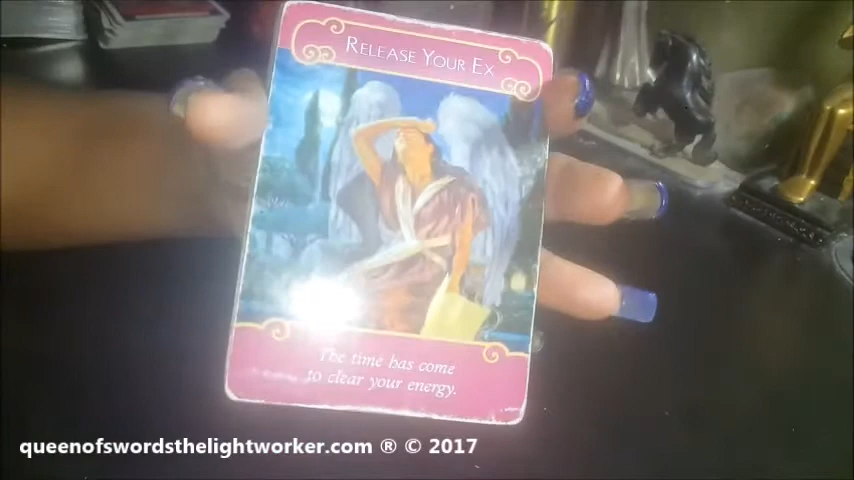 RELEASE YOUR EX
The time has come
to clear your energy.
queenofswordsthelightworker.com ® © 2017